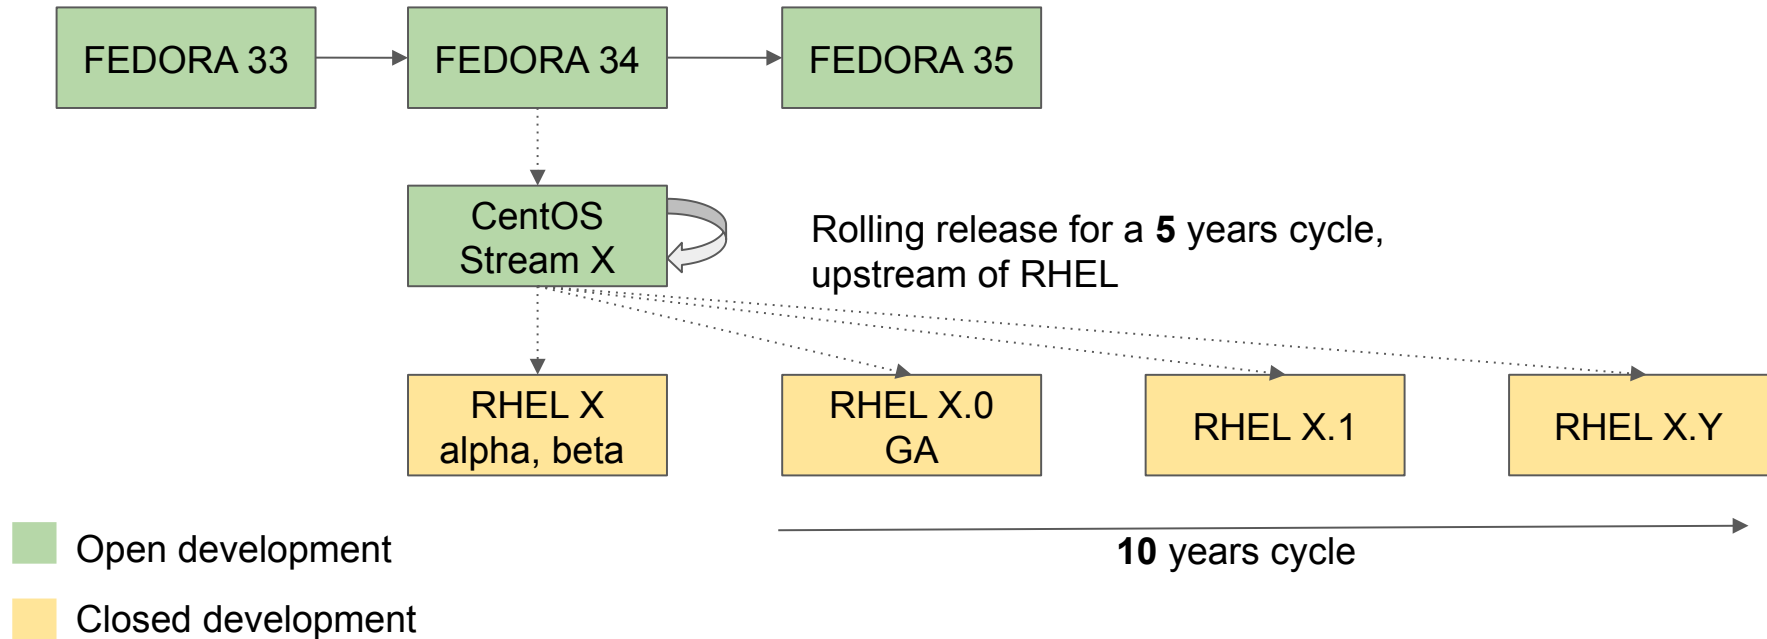 FEDORA 33
FEDORA 34
FEDORA 35
CentOS
Stream X
Rolling release for a 5 years cycle,
upstream of RHEL
RHEL X
alpha, beta
RHEL X.0
GA
RHEL X.1
RHEL X.Y
10 years cycle
Open development
Closed development